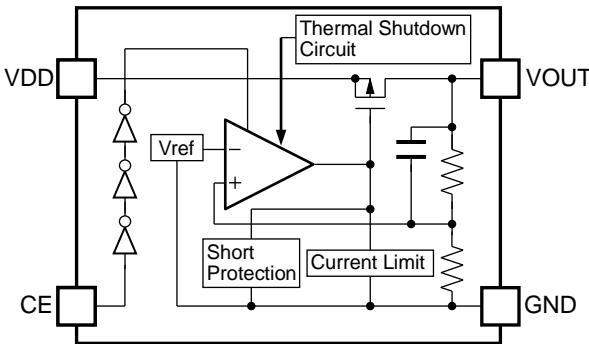 Thermal Shutdown
Circuit
VDD
VOUT
Vref
−
+
Short
Protection
Current Limit
CE
GND